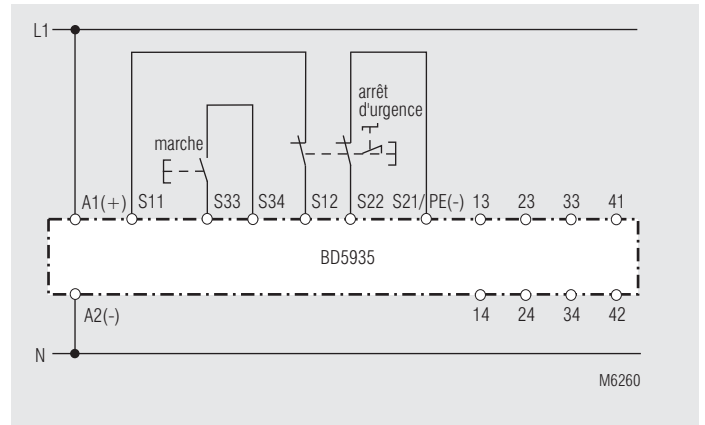 L1
arrêt
d'urgence
marche
A1(+) S11 S33 S34 S12 S22 S21/ PE(-) 13 23 33 41
BD5935
A2(-) 14 24 34 42
N
M6260